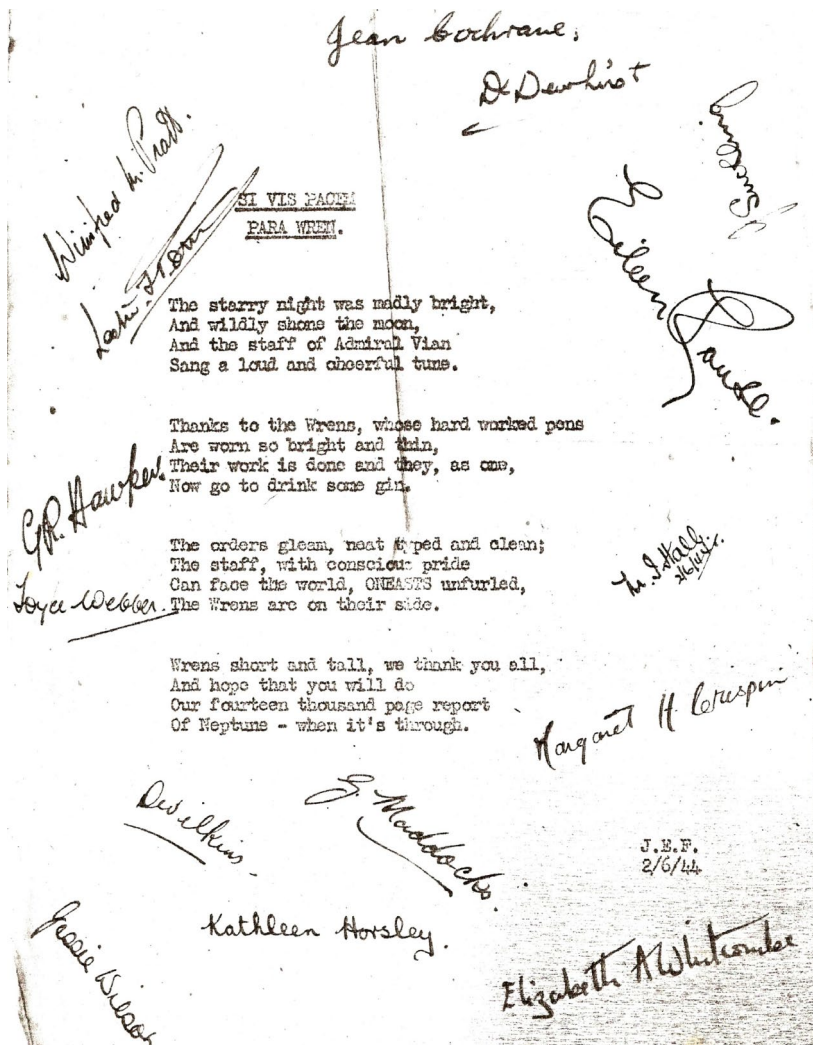 Jean Cochrane.
D Dewhirst
Winifred M. Pratt.
SI VIS PACEM
PARA WREN.
Eileen
The starry night was madly bright,
And wildly shone the moon,
And the staff of Admiral Vian
Sang a loud and cheerful tune.
Thanks to the Wrens, whose hard worked pens
Are worn so bright and thin,
Their work is done and they, as one,
Now go to drink some gin.
G.R. Hawker.
The orders gleam, neat typed and clean;
The staff, with conscious pride
Can face the world, ONEASTS unfurled,
The Wrens are on their side.
Joyce Webber.
M. J. Hall
2/6/44.
Wrens short and tall, we thank you all,
And hope that you will do
Our fourteen thousand page report
Of Neptune - when it's through.
Margaret H. Crispin
D Wilkins
G. Maddocks.
J.E.F.
2/6/44
Kathleen Horsley.
Jessie Wilson
Elizabeth A Whitcombe